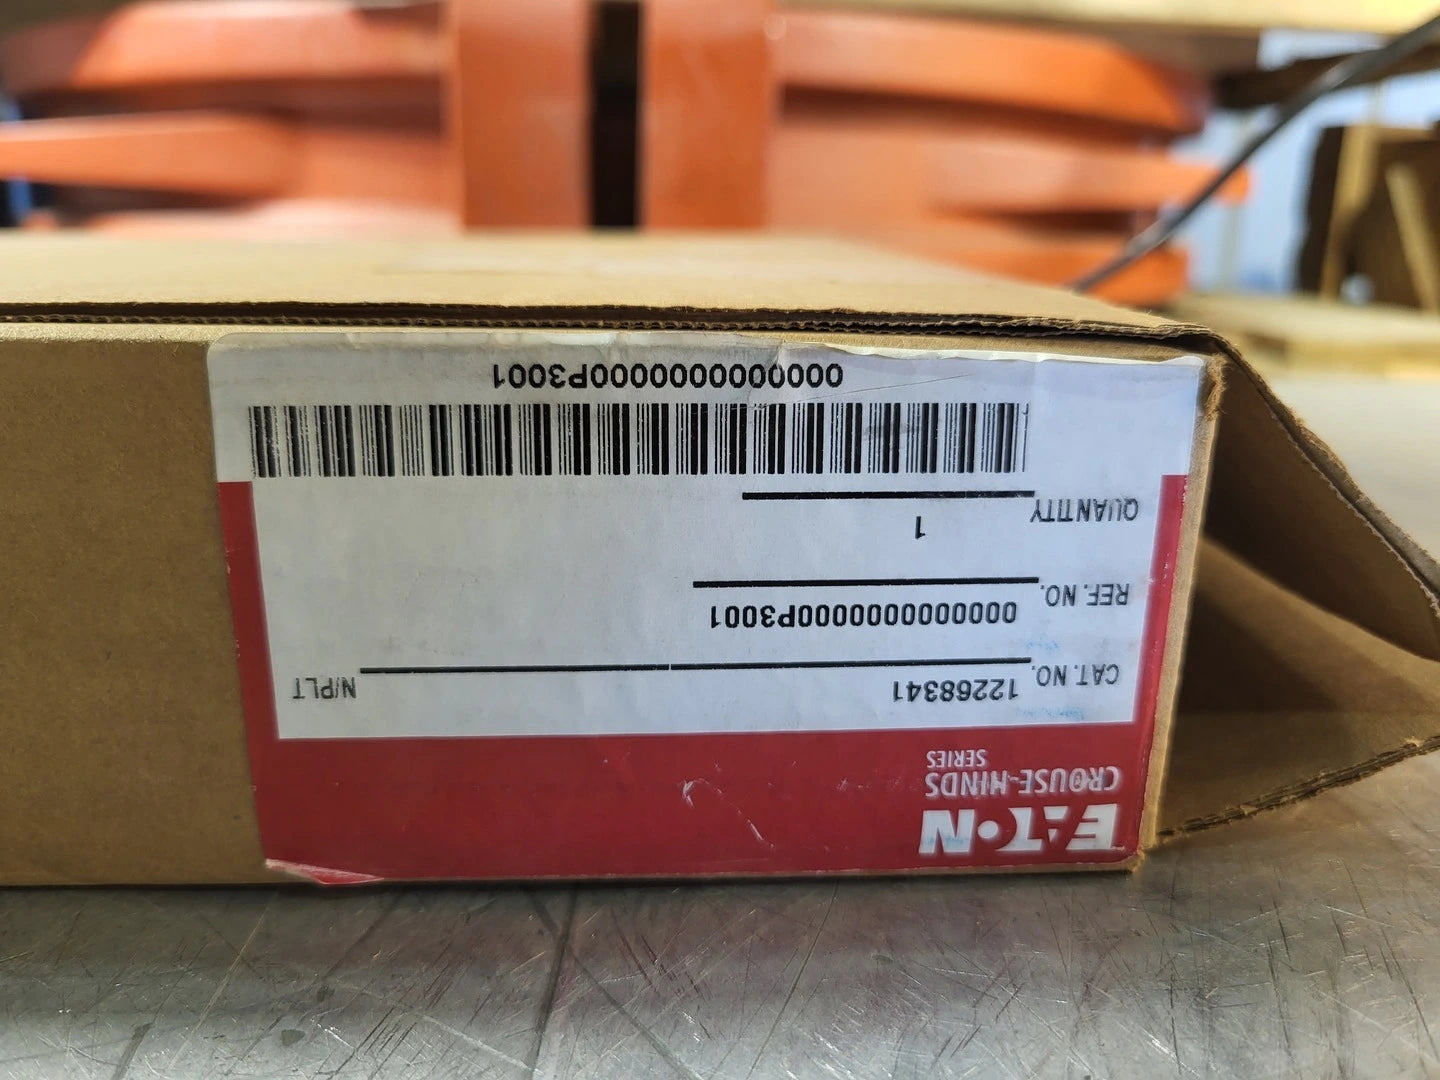 EATON
CROUSE-HINDS
SERIES
CAT. NO. 12268341 N/PLT
REF. NO. 0000000000000P3001
QUANTITY 1
0000000000000P3001